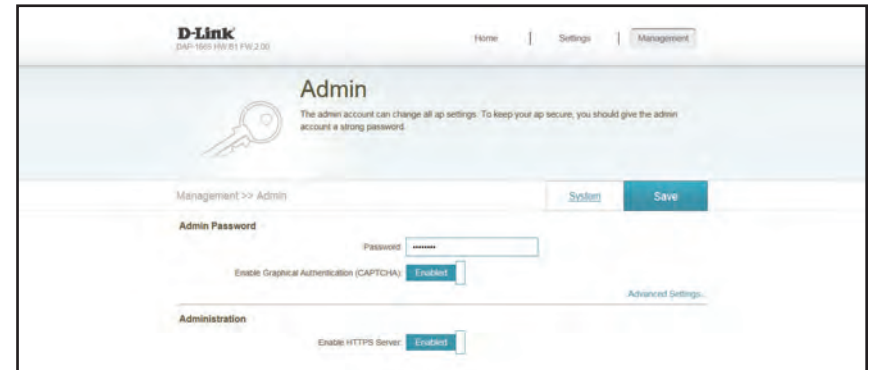 D-Link
DAP-1665 HW:B1 FW:2.00
Home | Settings | Management
Admin
The admin account can change all ap settings. To keep your ap secure, you should give the admin
account a strong password.
Management >> Admin
System
Save
Admin Password
Password: ••••••••
Enable Graphical Authentication (CAPTCHA): Enabled
Advanced Settings...
Administration
Enable HTTPS Server: Enabled